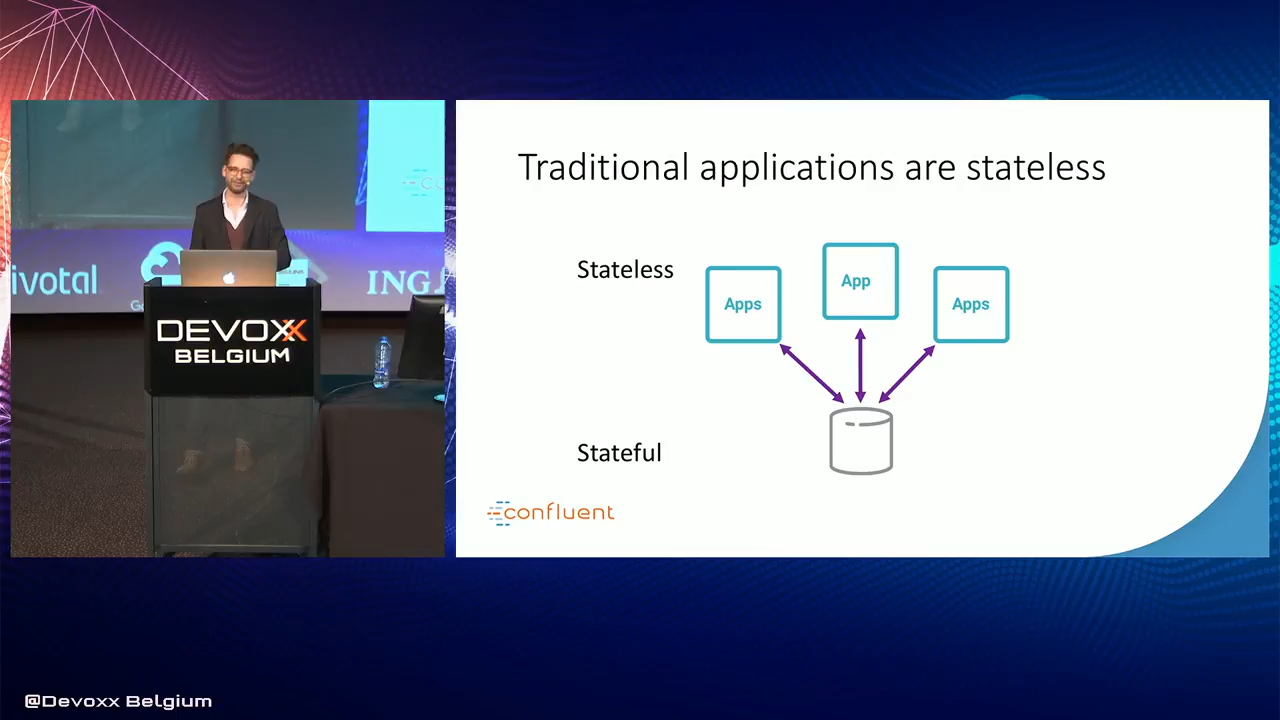 Traditional applications are stateless
Stateless
Apps
App
Apps
Stateful
confluent
ivotal
ING
DEVOXX
BELGIUM
@Devoxx Belgium